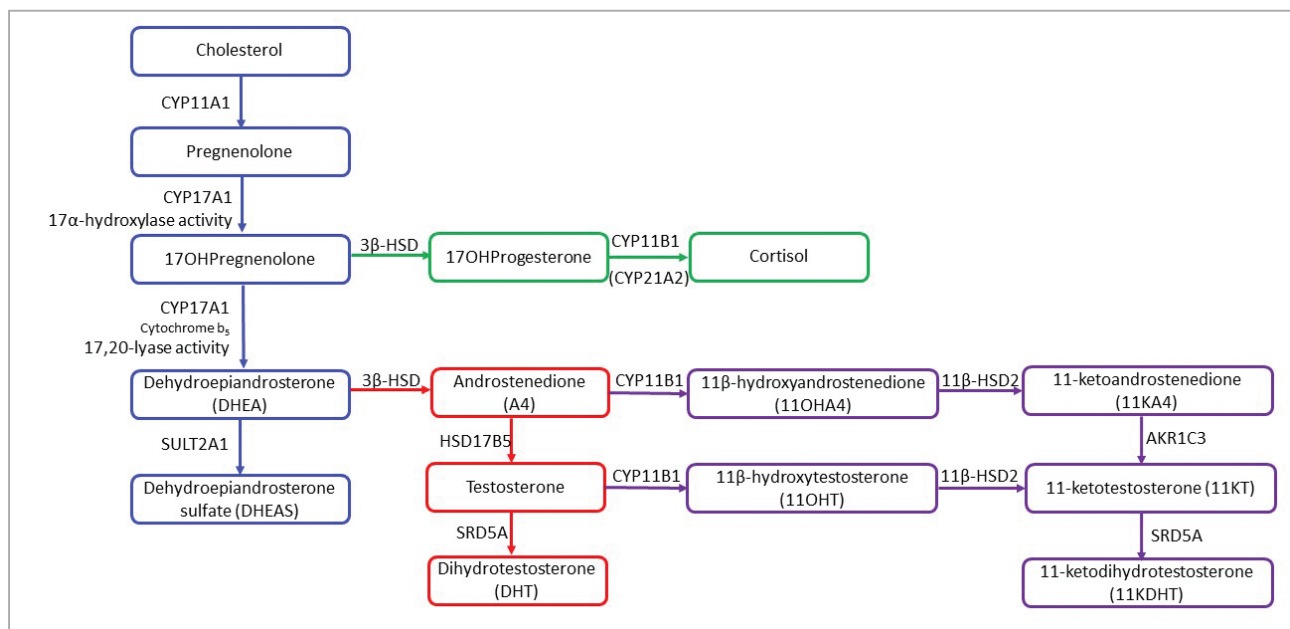 Cholesterol
CYP11A1
Pregnenolone
CYP17A1
17α-hydroxylase activity
17OHPregnenolone
3β-HSD
17OHProgesterone
CYP11B1
(CYP21A2)
Cortisol
CYP17A1
Cytochrome b₅
17,20-lyase activity
Dehydroepiandrosterone
(DHEA)
3β-HSD
Androstenedione
(A4)
CYP11B1
11β-hydroxyandrostenedione
(11OHA4)
11β-HSD2
11-ketoandrostenedione
(11KA4)
SULT2A1
HSD17B5
AKR1C3
Dehydroepiandrosterone
sulfate (DHEAS)
Testosterone
CYP11B1
11β-hydroxytestosterone
(11OHT)
11β-HSD2
11-ketotestosterone (11KT)
SRD5A
SRD5A
Dihydrotestosterone
(DHT)
11-ketodihydrotestosterone
(11KDHT)